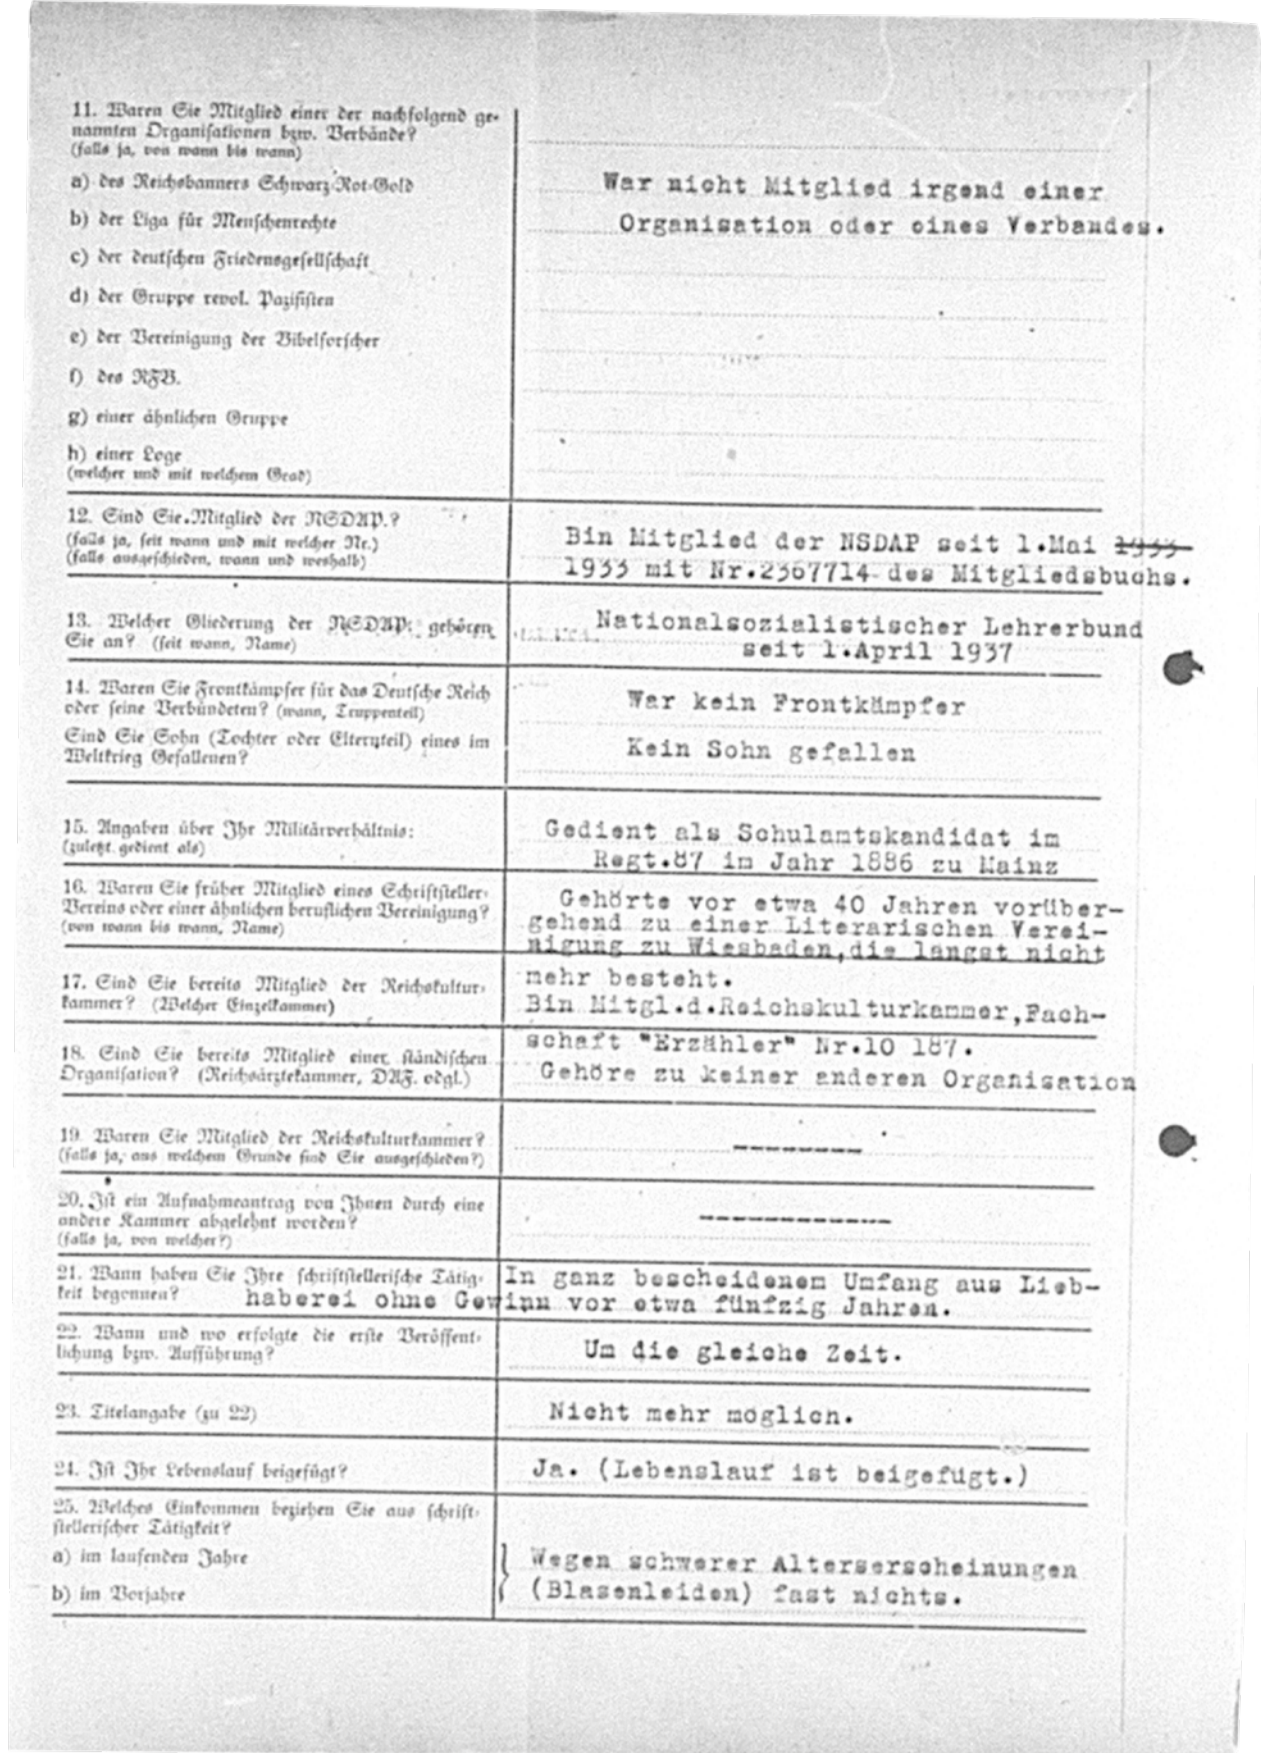 11. Waren Sie Mitglied einer der nachfolgend ge-
nannten Organisationen bzw. Verbände?
(falls ja, von wann bis wann)
a) des Reichsbanners Schwarz-Rot-Gold
War nicht Mitglied irgend einer
b) der Liga für Menschenrechte
Organisation oder eines Verbandes.
c) der deutschen Friedensgesellschaft
d) der Gruppe revol. Pazifisten
e) der Vereinigung der Bibelforscher
f) des RFB.
g) einer ähnlichen Gruppe
h) einer Loge
(welcher und mit welchem Grad)
12. Sind Sie Mitglied der NSDAP.?
(falls ja, seit wann und mit welcher Nr.)
(falls ausgeschieden, wann und weshalb)
Bin Mitglied der NSDAP seit 1.Mai 1933
1933 mit Nr.2367714 des Mitgliedsbuchs.
13. Welcher Gliederung der NSDAP. gehören
Sie an? (seit wann, Name)
Nationalsozialistischer Lehrerbund
seit 1.April 1937
14. Waren Sie Frontkämpfer für das Deutsche Reich
oder seine Verbündeten? (wann, Truppenteil)
War kein Frontkämpfer
Sind Sie Sohn (Tochter oder Elternteil) eines im
Weltkrieg Gefallenen?
Kein Sohn gefallen
15. Angaben über Ihr Militärverhältnis:
(zuletzt gedient als)
Gedient als Schulamtskandidat im
Regt.87 im Jahr 1886 zu Mainz
16. Waren Sie früher Mitglied eines Schriftsteller-
Vereins oder einer ähnlichen beruflichen Vereinigung?
(von wann bis wann, Name)
Gehörte vor etwa 40 Jahren vorüber-
gehend zu einer Literarischen Verei-
nigung zu Wiesbaden,die längst nicht
mehr besteht.
17. Sind Sie bereits Mitglied der Reichskultur-
kammer? (Welcher Einzelkammer)
Bin Mitgl.d.Reichskulturkammer,Fach-
schaft "Erzähler" Nr.10 187.
18. Sind Sie bereits Mitglied einer ständischen
Organisation? (Reichsärztekammer, DAF. odgl.)
Gehöre zu keiner anderen Organisation
19. Waren Sie Mitglied der Reichskulturkammer?
(falls ja, aus welchem Grunde sind Sie ausgeschieden?)
----------
20. Ist ein Aufnahmeantrag von Ihnen durch eine
andere Kammer abgelehnt worden?
(falls ja, von welcher?)
---------------
21. Wann haben Sie Ihre schriftstellerische Tätig-
keit begonnen?
In ganz bescheidenem Umfang aus Lieb-
haberei ohne Gewinn vor etwa fünfzig Jahren.
22. Wann und wo erfolgte die erste Veröffent-
lichung bzw. Aufführung?
Um die gleiche Zeit.
23. Titelangabe (zu 22)
Nicht mehr möglich.
24. Ist Ihr Lebenslauf beigefügt?
Ja. (Lebenslauf ist beigefügt.)
25. Welches Einkommen beziehen Sie aus schrift-
stellerischer Tätigkeit?
a) im laufenden Jahre
Wegen schwerer Alterserscheinungen
b) im Vorjahre
(Blasenleiden) fast nichts.